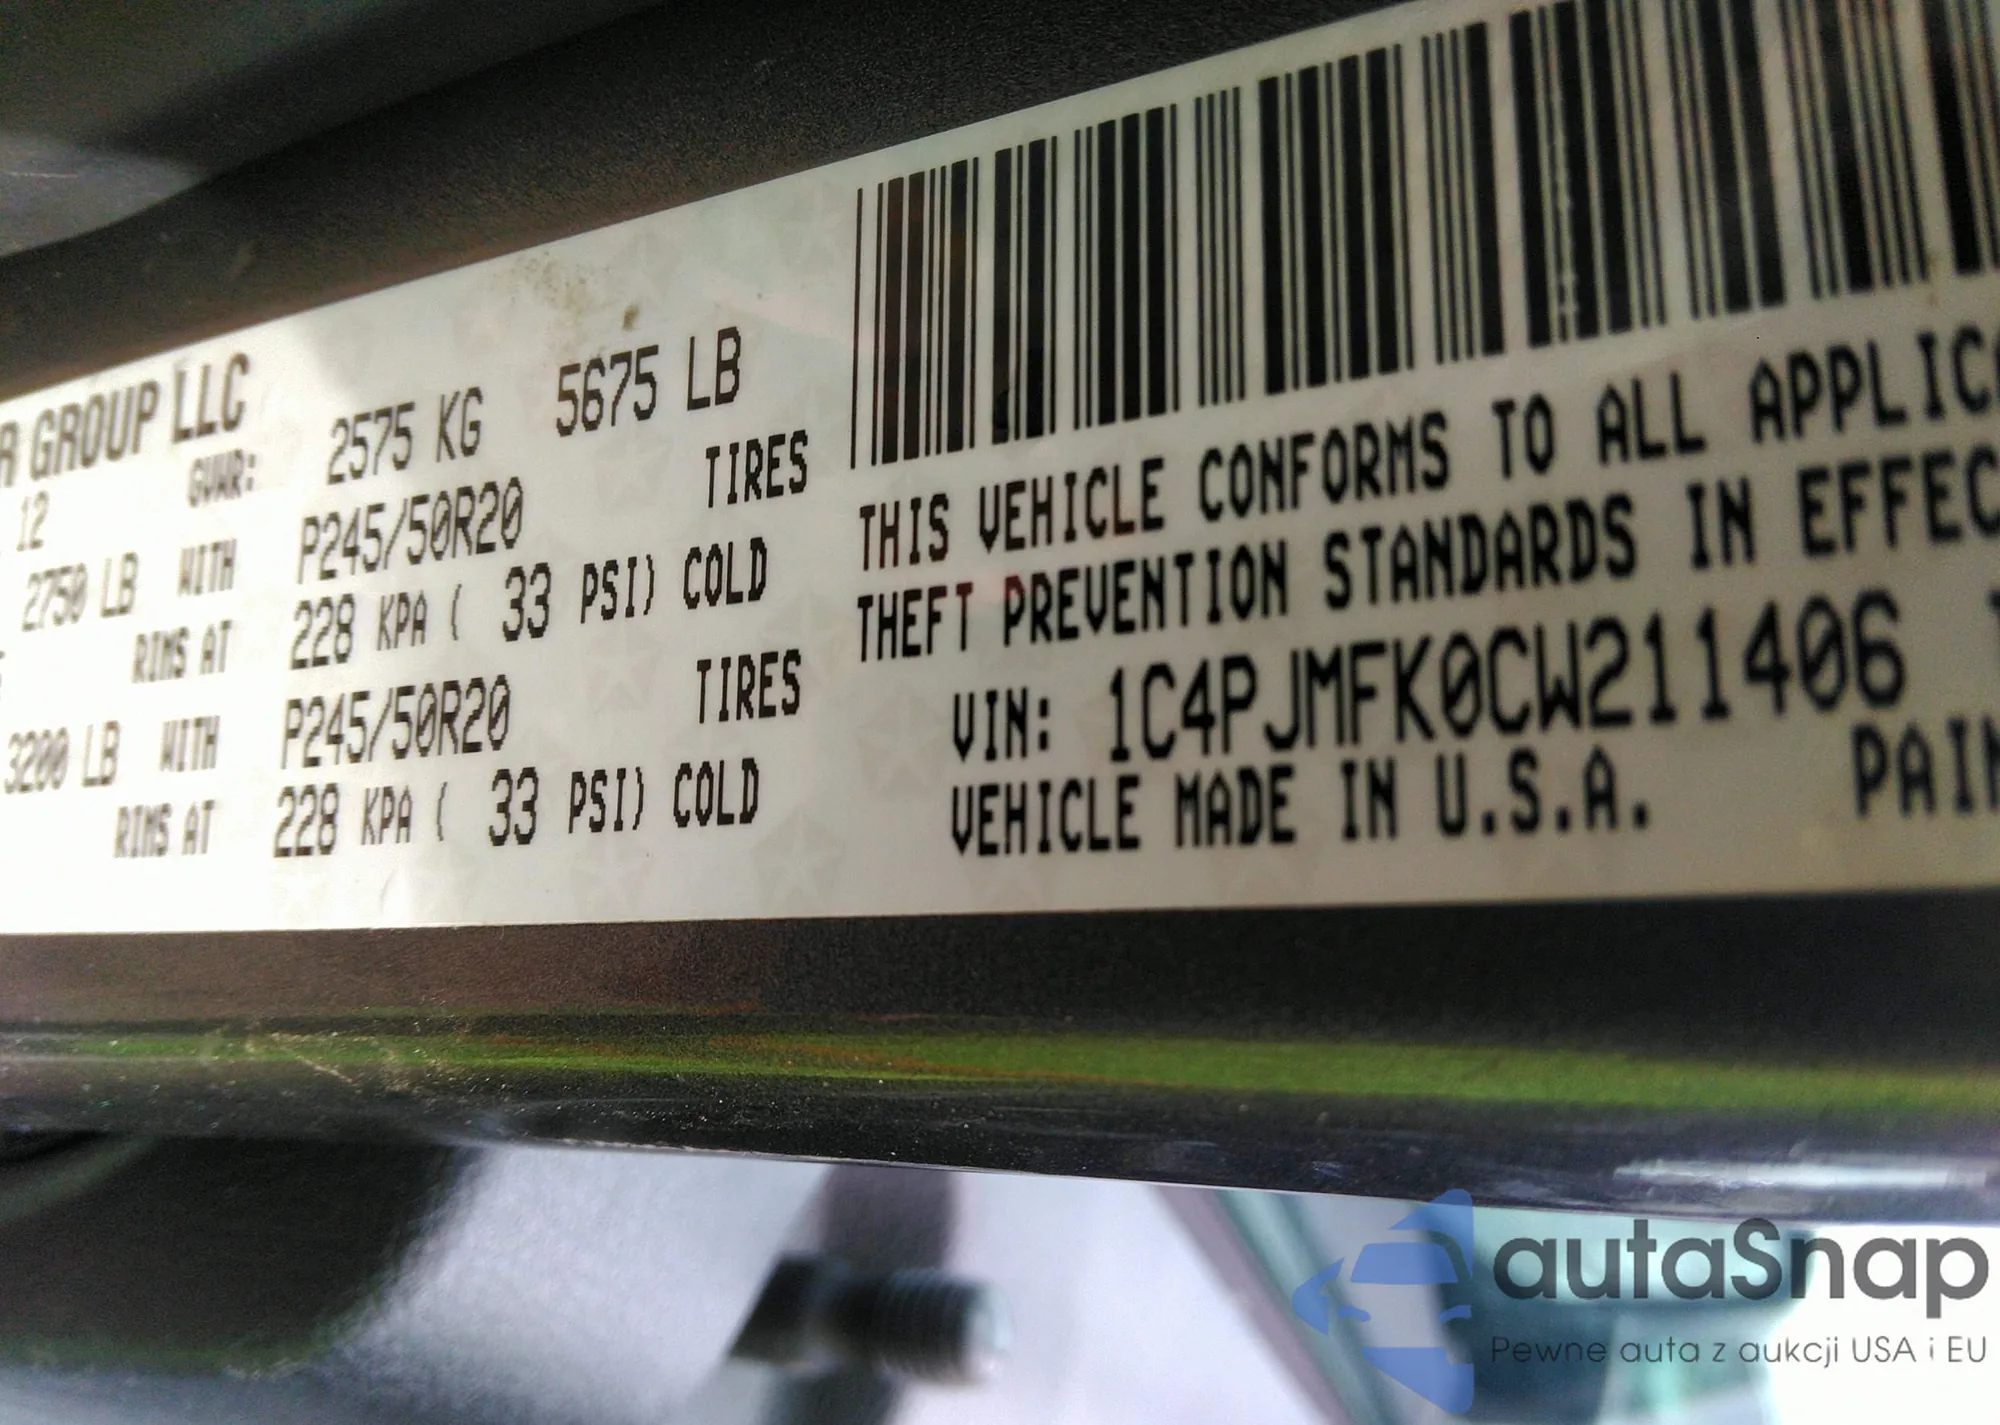 R GROUP LLC
12 GVWR: 2575 KG 5675 LB
2750 LB WITH P245/50R20 TIRES
RIMS AT 228 KPA ( 33 PSI) COLD
3200 LB WITH P245/50R20 TIRES
RIMS AT 228 KPA ( 33 PSI) COLD
THIS VEHICLE CONFORMS TO ALL APPLICA
THEFT PREVENTION STANDARDS IN EFFEC
VIN: 1C4PJMFK0CW211406
VEHICLE MADE IN U.S.A. PAIN
autaSnap
Pewne auta z aukcji USA i EU